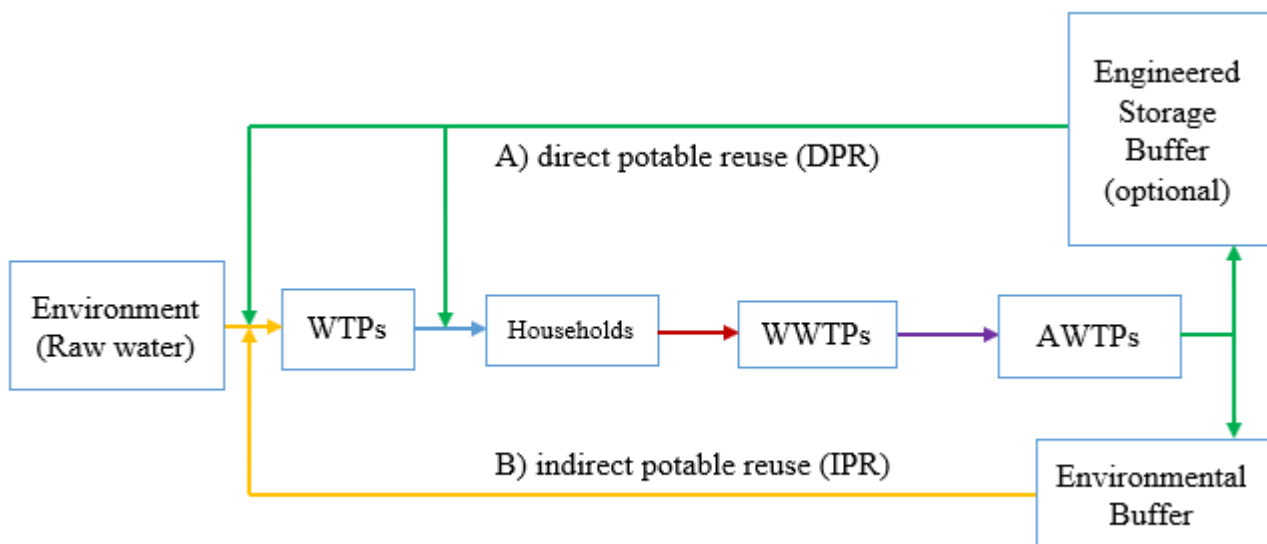 Engineered
Storage
Buffer
(optional)
A) direct potable reuse (DPR)
Environment
(Raw water)
WTPs
Households
WWTPs
AWTPs
B) indirect potable reuse (IPR)
Environmental
Buffer